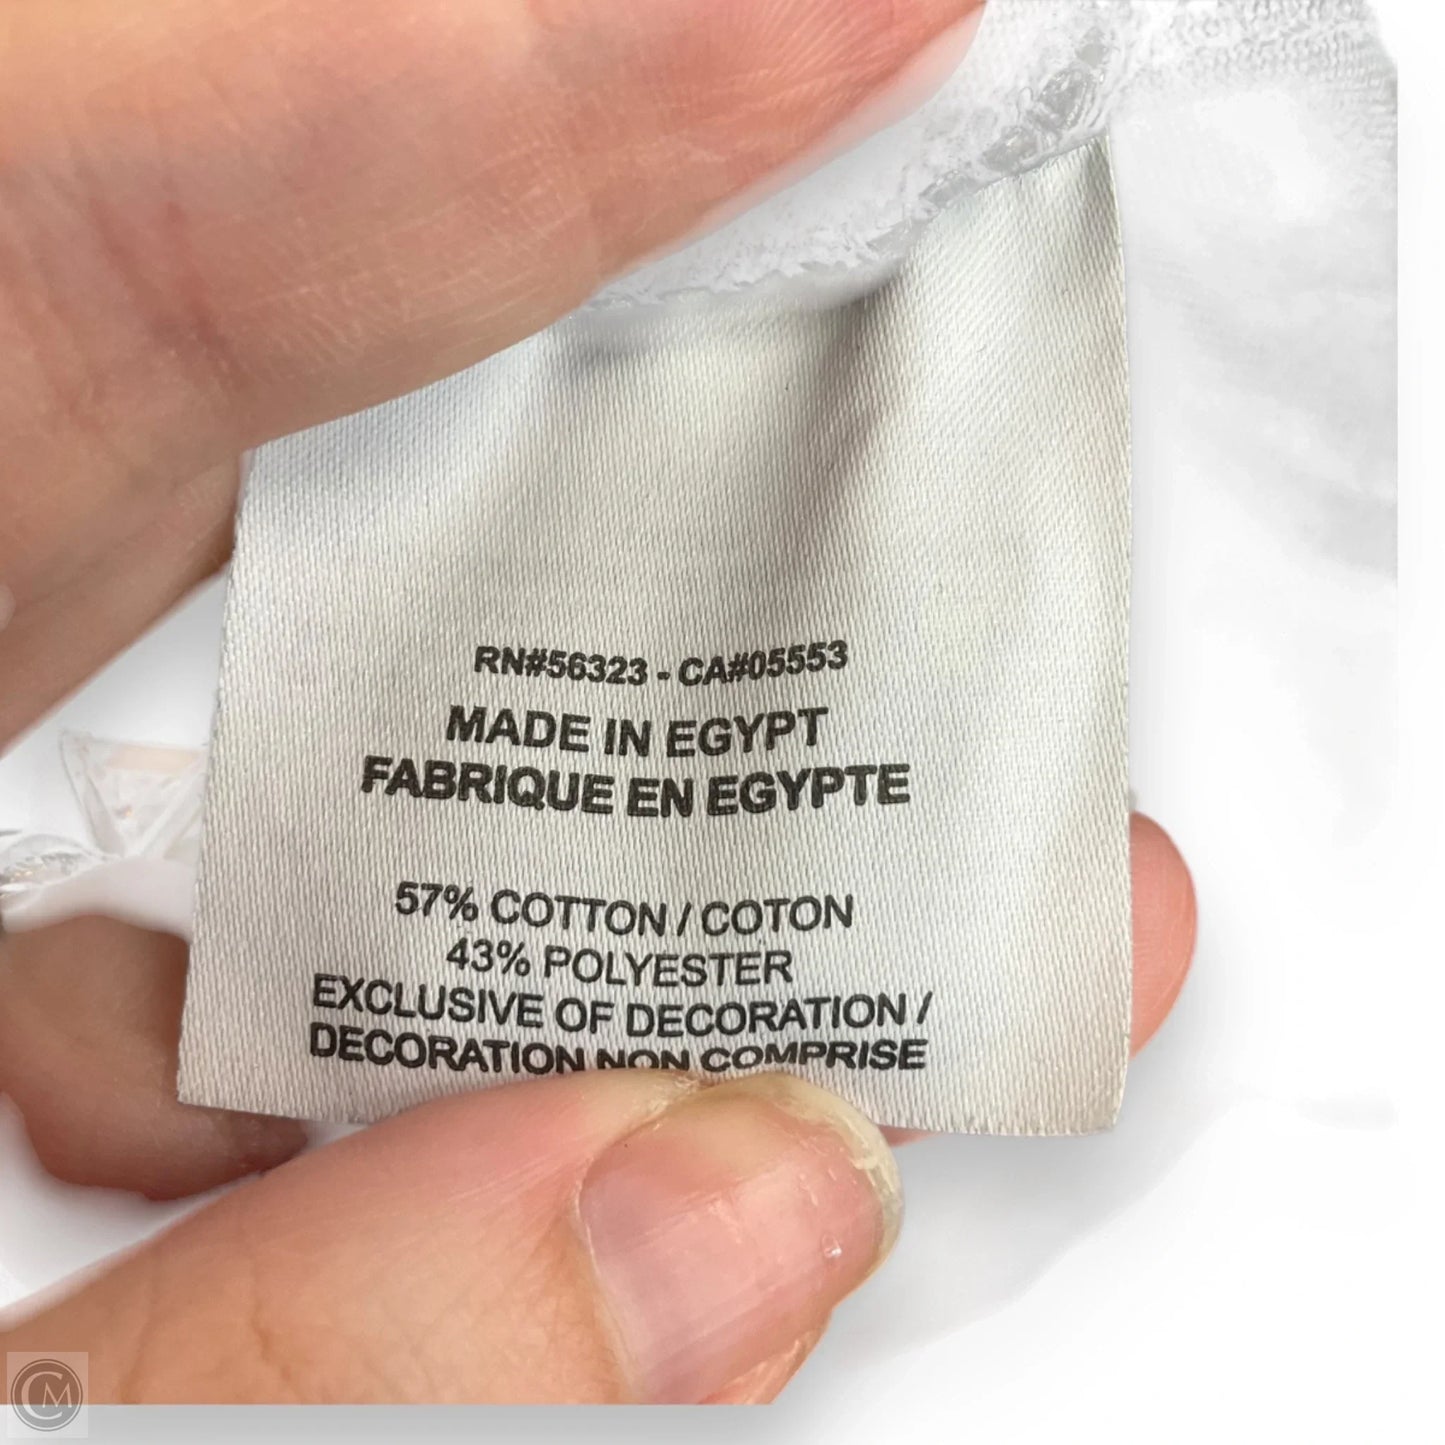 RN#56323 - CA#05553
MADE IN EGYPT
FABRIQUE EN EGYPTE
57% COTTON / COTON
43% POLYESTER
EXCLUSIVE OF DECORATION /
DECORATION NON COMPRISE
CM